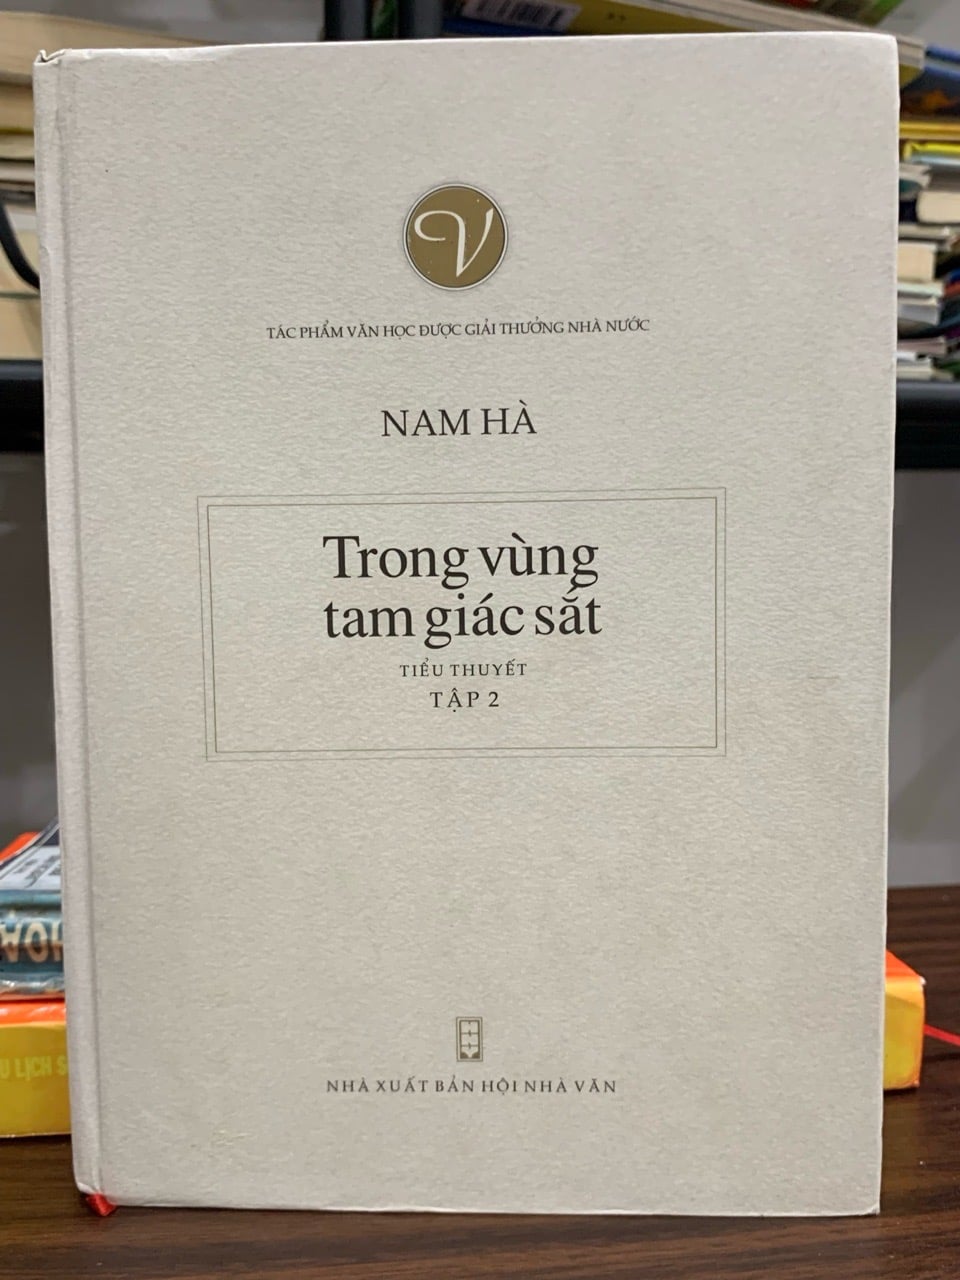 V
TÁC PHẨM VĂN HỌC ĐƯỢC GIẢI THƯỞNG NHÀ NƯỚC
NAM HÀ
Trong vùng
tam giác sắt
TIỂU THUYẾT
TẬP 2
NHÀ XUẤT BẢN HỘI NHÀ VĂN
U LỊCH S